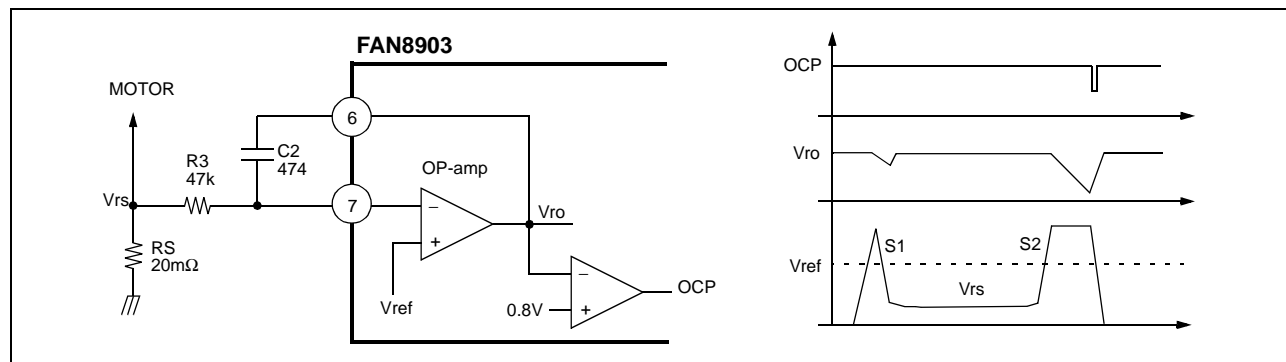 FAN8903
MOTOR
6
R3
47k
C2
474
OP-amp
Vrs
7
−
+
Vro
RS
20mΩ
Vref
−
0.8V
+
OCP
OCP
Vro
S1
S2
Vref
Vrs